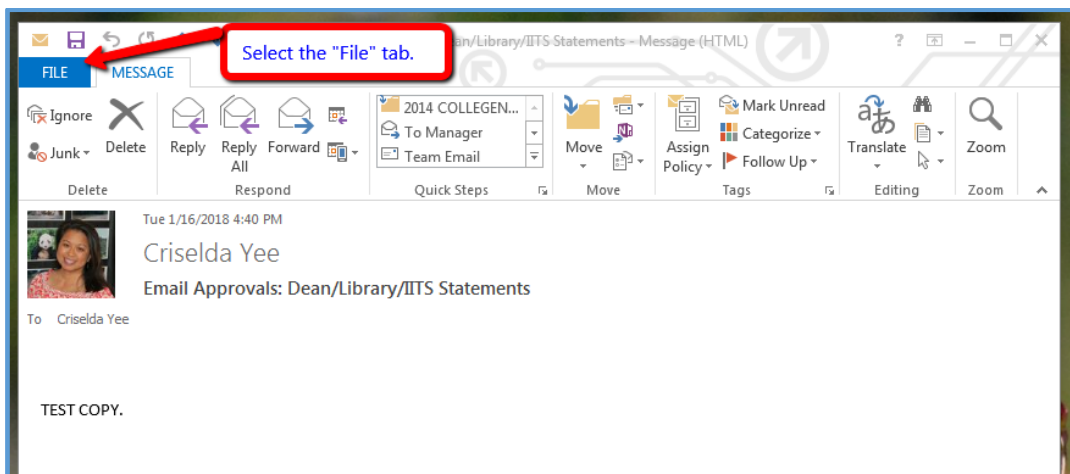 Select the "File" tab.
an/Library/IITS Statements - Message (HTML)
?
FILE MESSAGE
Ignore
Junk
Delete
Reply
Reply All
Forward
2014 COLLEGEN...
To Manager
Team Email
Move
Assign Policy
Mark Unread
Categorize
Follow Up
Translate
Zoom
Delete Respond Quick Steps Move Tags Editing Zoom
Tue 1/16/2018 4:40 PM
Criselda Yee
Email Approvals: Dean/Library/IITS Statements
To Criselda Yee
TEST COPY.